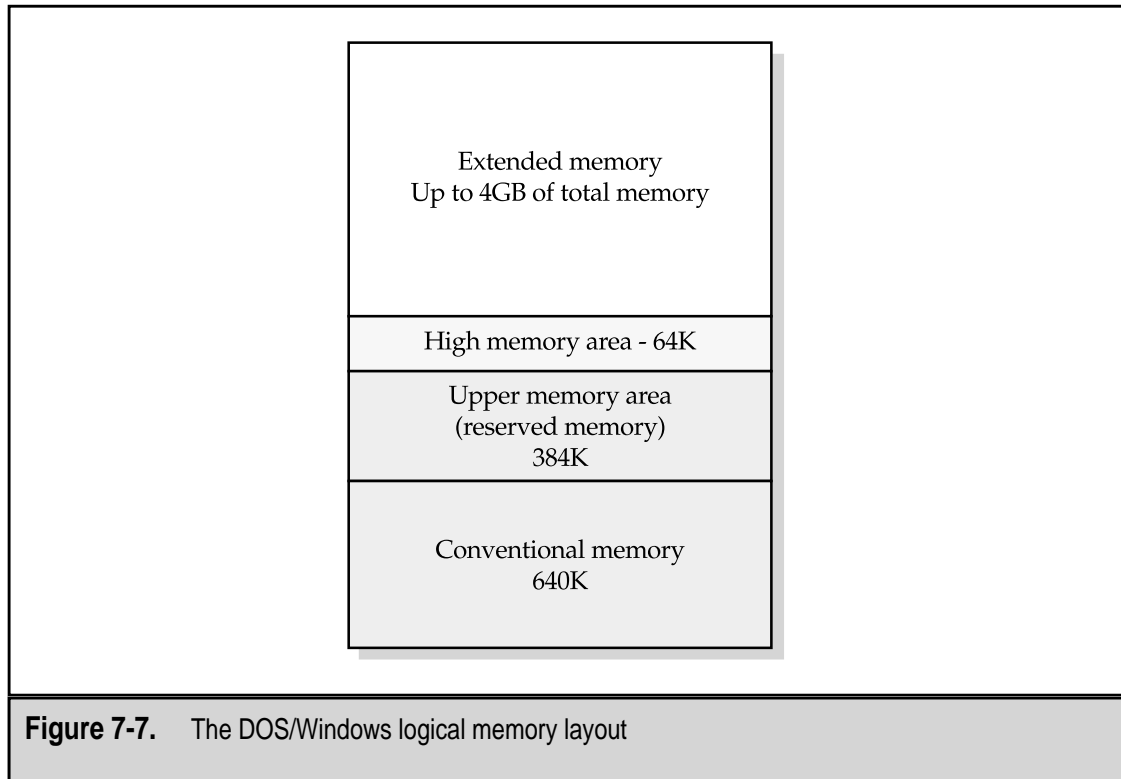 Extended memory
Up to 4GB of total memory
High memory area - 64K
Upper memory area
(reserved memory)
384K
Conventional memory
640K
Figure 7-7. The DOS/Windows logical memory layout